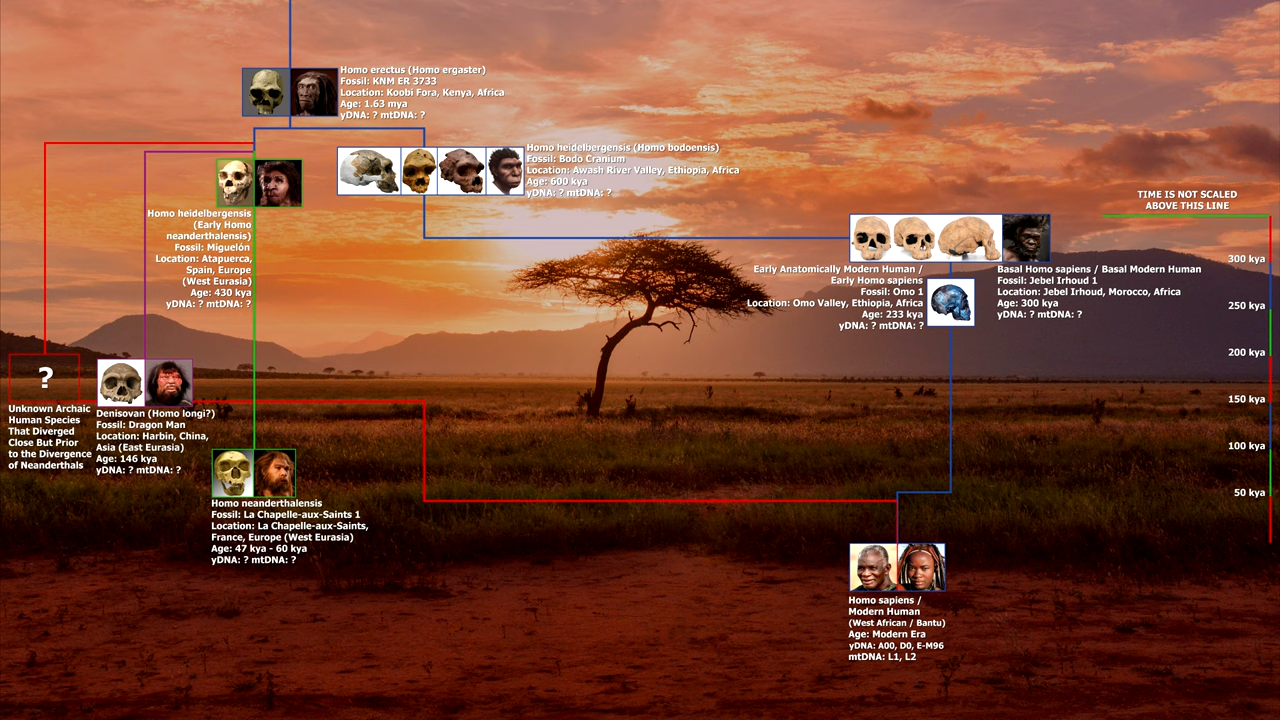 Homo erectus (Homo ergaster)
Fossil: KNM ER 3733
Location: Koobi Fora, Kenya, Africa
Age: 1.63 mya
yDNA: ? mtDNA: ?
Homo heidelbergensis (Homo bodoensis)
Fossil: Bodo Cranium
Location: Awash River Valley, Ethiopia, Africa
Age: 600 kya
yDNA: ? mtDNA: ?
Homo heidelbergensis
(Early Homo
neanderthalensis)
Fossil: Miguelón
Location: Atapuerca,
Spain, Europe
(West Eurasia)
Age: 430 kya
yDNA: ? mtDNA: ?
TIME IS NOT SCALED
ABOVE THIS LINE
Early Anatomically Modern Human /
Early Homo sapiens
Fossil: Omo 1
Location: Omo Valley, Ethiopia, Africa
Age: 233 kya
yDNA: ? mtDNA: ?
Basal Homo sapiens / Basal Modern Human
Fossil: Jebel Irhoud 1
Location: Jebel Irhoud, Morocco, Africa
Age: 300 kya
yDNA: ? mtDNA: ?
300 kya
250 kya
200 kya
150 kya
100 kya
50 kya
?
Unknown Archaic
Human Species
That Diverged
Close But Prior
to the Divergence
of Neanderthals
Denisovan (Homo longi?)
Fossil: Dragon Man
Location: Harbin, China,
Asia (East Eurasia)
Age: 146 kya
yDNA: ? mtDNA: ?
Homo neanderthalensis
Fossil: La Chapelle-aux-Saints 1
Location: La Chapelle-aux-Saints,
France, Europe (West Eurasia)
Age: 47 kya - 60 kya
yDNA: ? mtDNA: ?
Homo sapiens /
Modern Human
(West African / Bantu)
Age: Modern Era
yDNA: A00, D0, E-M96
mtDNA: L1, L2